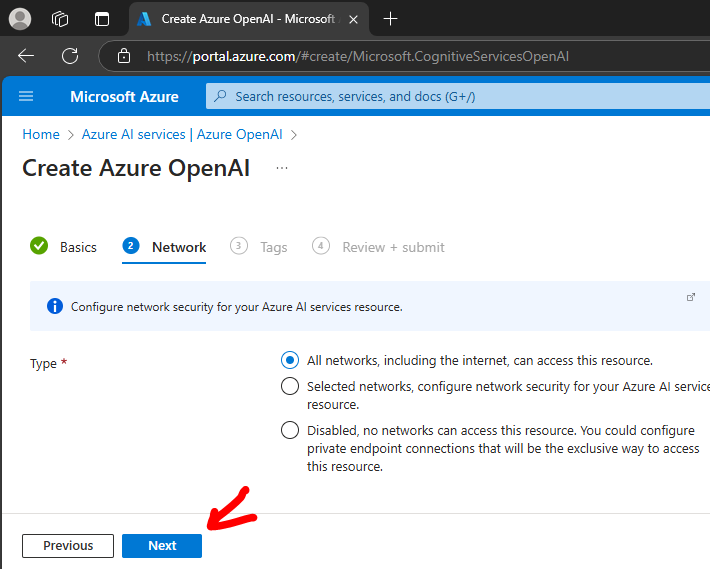 Create Azure OpenAI - Microsoft A
https://portal.azure.com/#create/Microsoft.CognitiveServicesOpenAI
Microsoft Azure
Search resources, services, and docs (G+/)
Home > Azure AI services | Azure OpenAI >
Create Azure OpenAI ...
Basics
2 Network
3 Tags
4 Review + submit
Configure network security for your Azure AI services resource.
Type *
All networks, including the internet, can access this resource.
Selected networks, configure network security for your Azure AI service
resource.
Disabled, no networks can access this resource. You could configure
private endpoint connections that will be the exclusive way to access
this resource.
Previous
Next